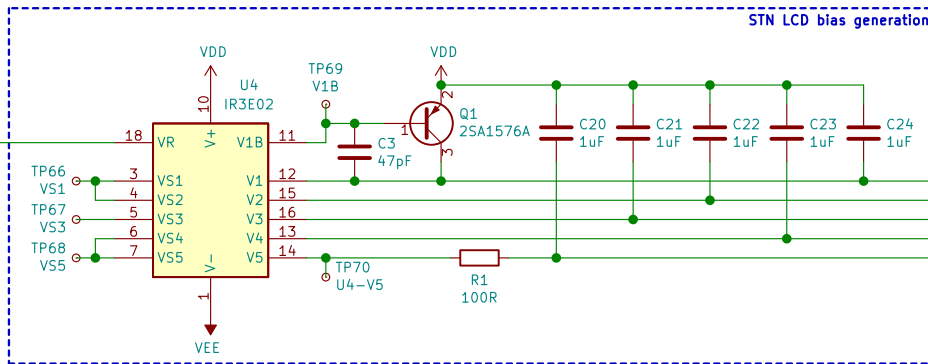 STN LCD bias generation
VDD
VDD
TP69
V1B
U4
IR3E02
10
V+
2
Q1
2SA1576A
1
3
C20
1uF
C21
1uF
C22
1uF
C23
1uF
C24
1uF
18
VR
V1B
11
C3
47pF
TP66
VS1
3
VS1
V1
12
4
VS2
V2
15
TP67
VS3
5
VS3
V3
16
6
VS4
V4
13
TP68
VS5
7
VS5
V5
14
V-
1
TP70
U4-V5
R1
100R
VEE